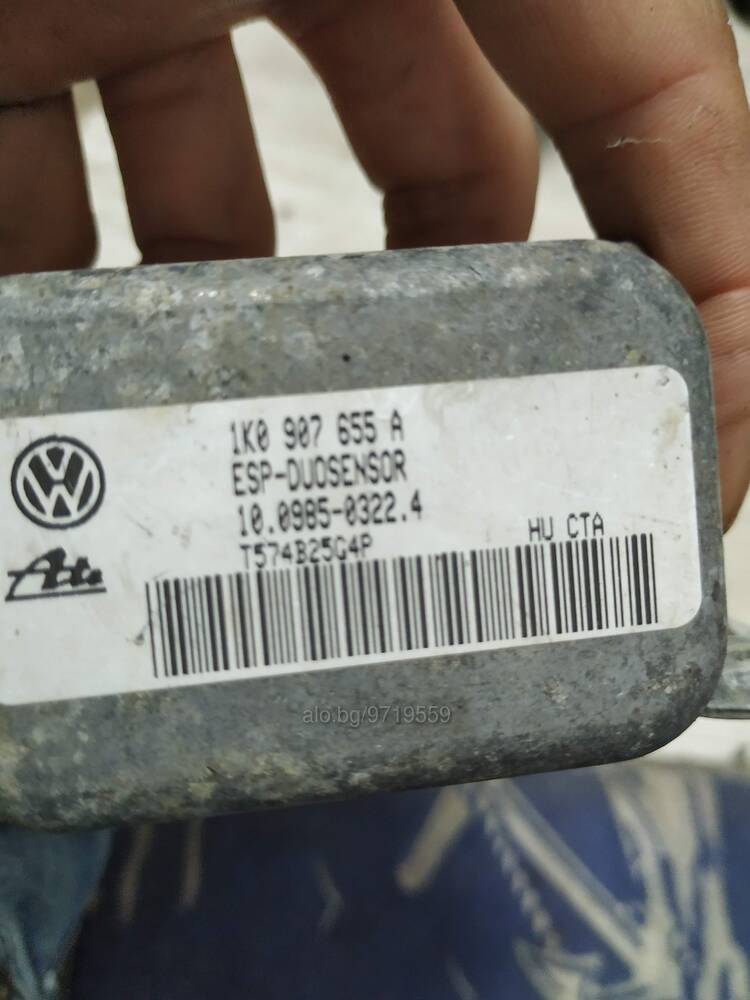 1K0 907 655 A
ESP-DUOSENSOR
10.0985-0322.4
HU CTA
T574B25G4P
Ate
alo.bg/9719559